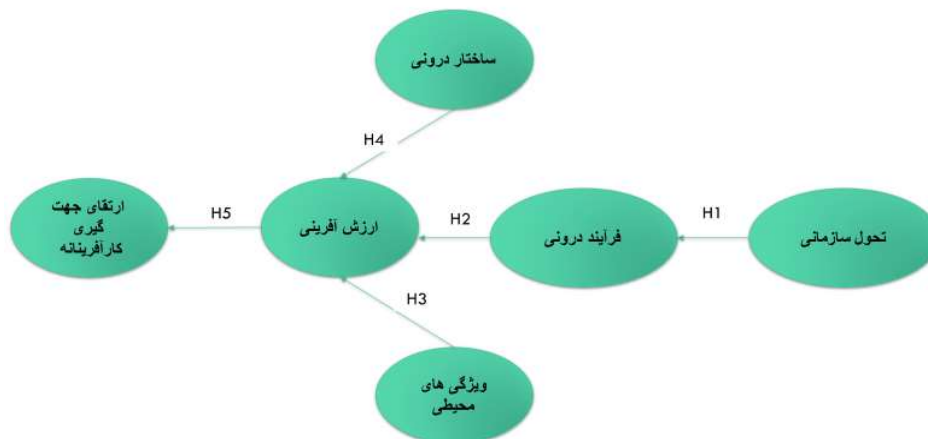 ساختار درونی
H4
ارتقای جهت
گیری
کارآفرینانه
H5
ارزش آفرینی
H2
فرآیند درونی
H1
تحول سازمانی
H3
ویژگی های
محیطی